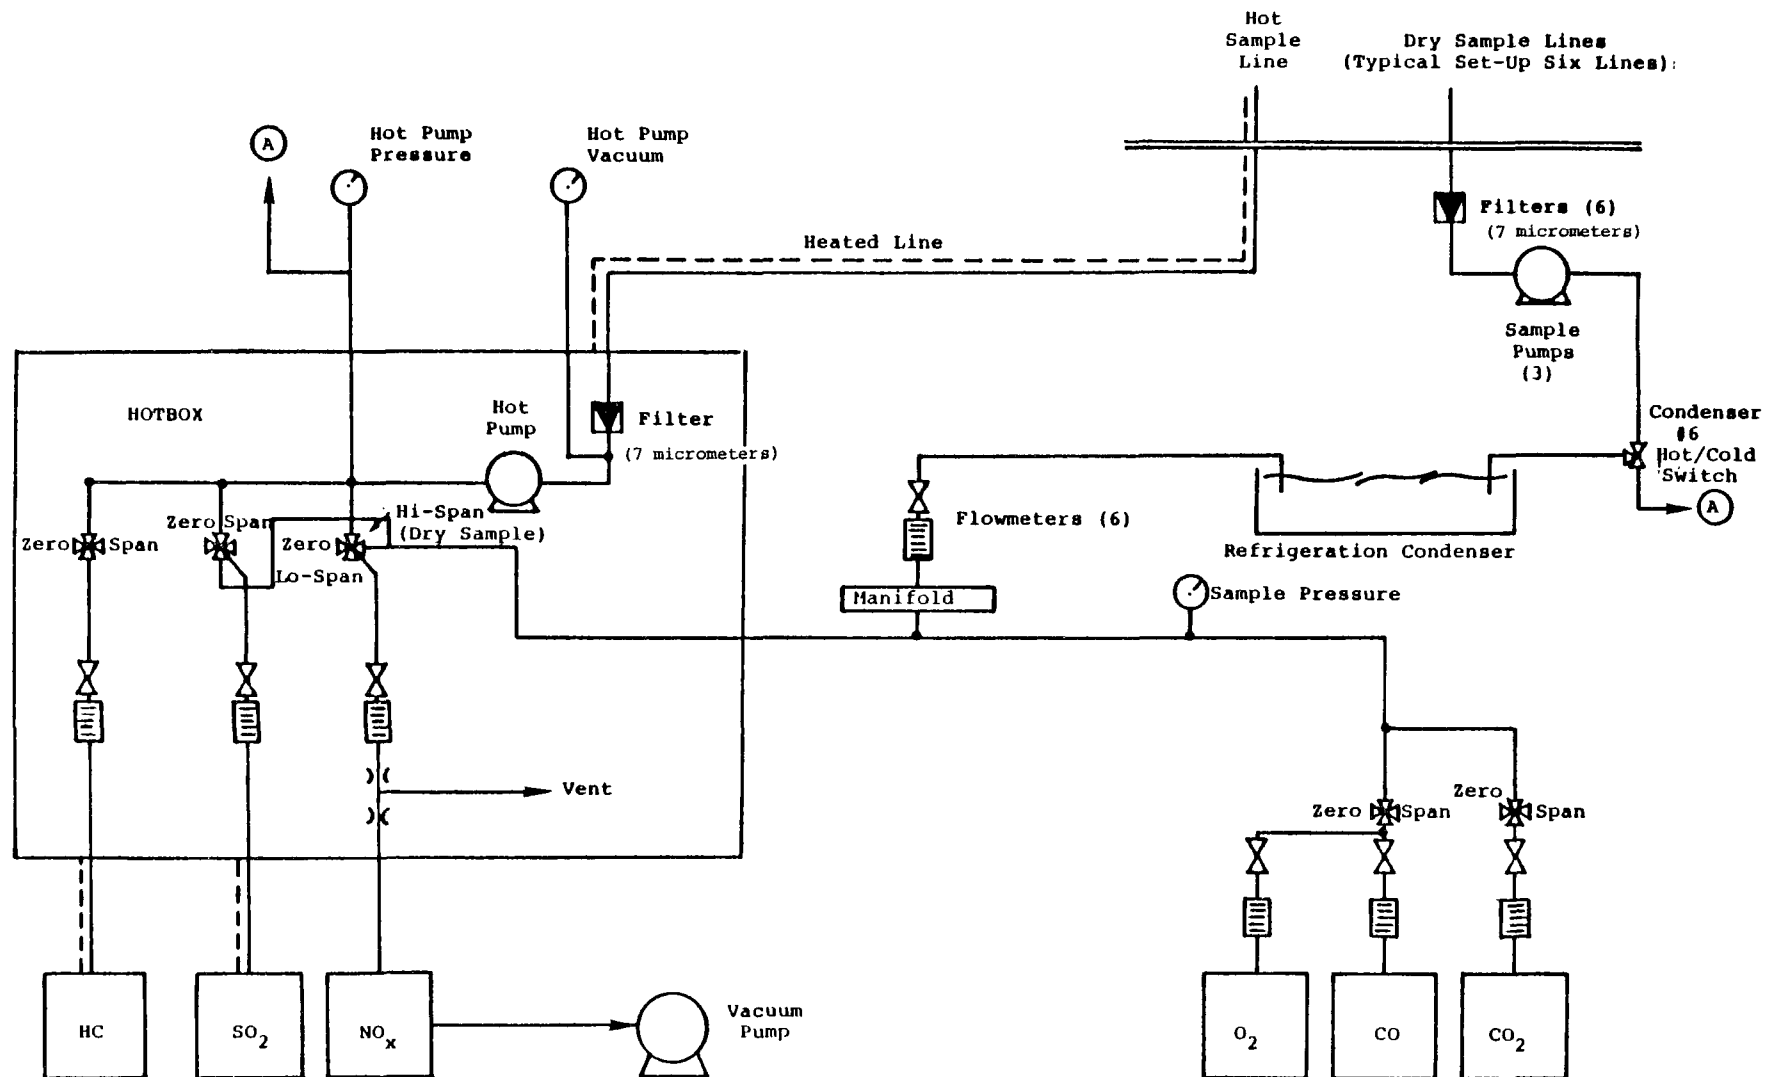 Hot
Sample
Line
Dry Sample Lines
(Typical Set-Up Six Lines)
A
Hot Pump
Pressure
Hot Pump
Vacuum
Filters (6)
(7 micrometers)
Heated Line
Sample
Pumps
(3)
HOTBOX
Hot
Pump
Filter
(7 micrometers)
Condenser
#6
Hot/Cold
Switch
A
Hi-Span
(Dry Sample)
Zero Span
Zero Span
Zero
Lo-Span
Flowmeters (6)
Refrigeration Condenser
Manifold
Sample Pressure
Vent
Zero Span
Zero Span
HC
SO2
NOx
Vacuum
Pump
O2
CO
CO2